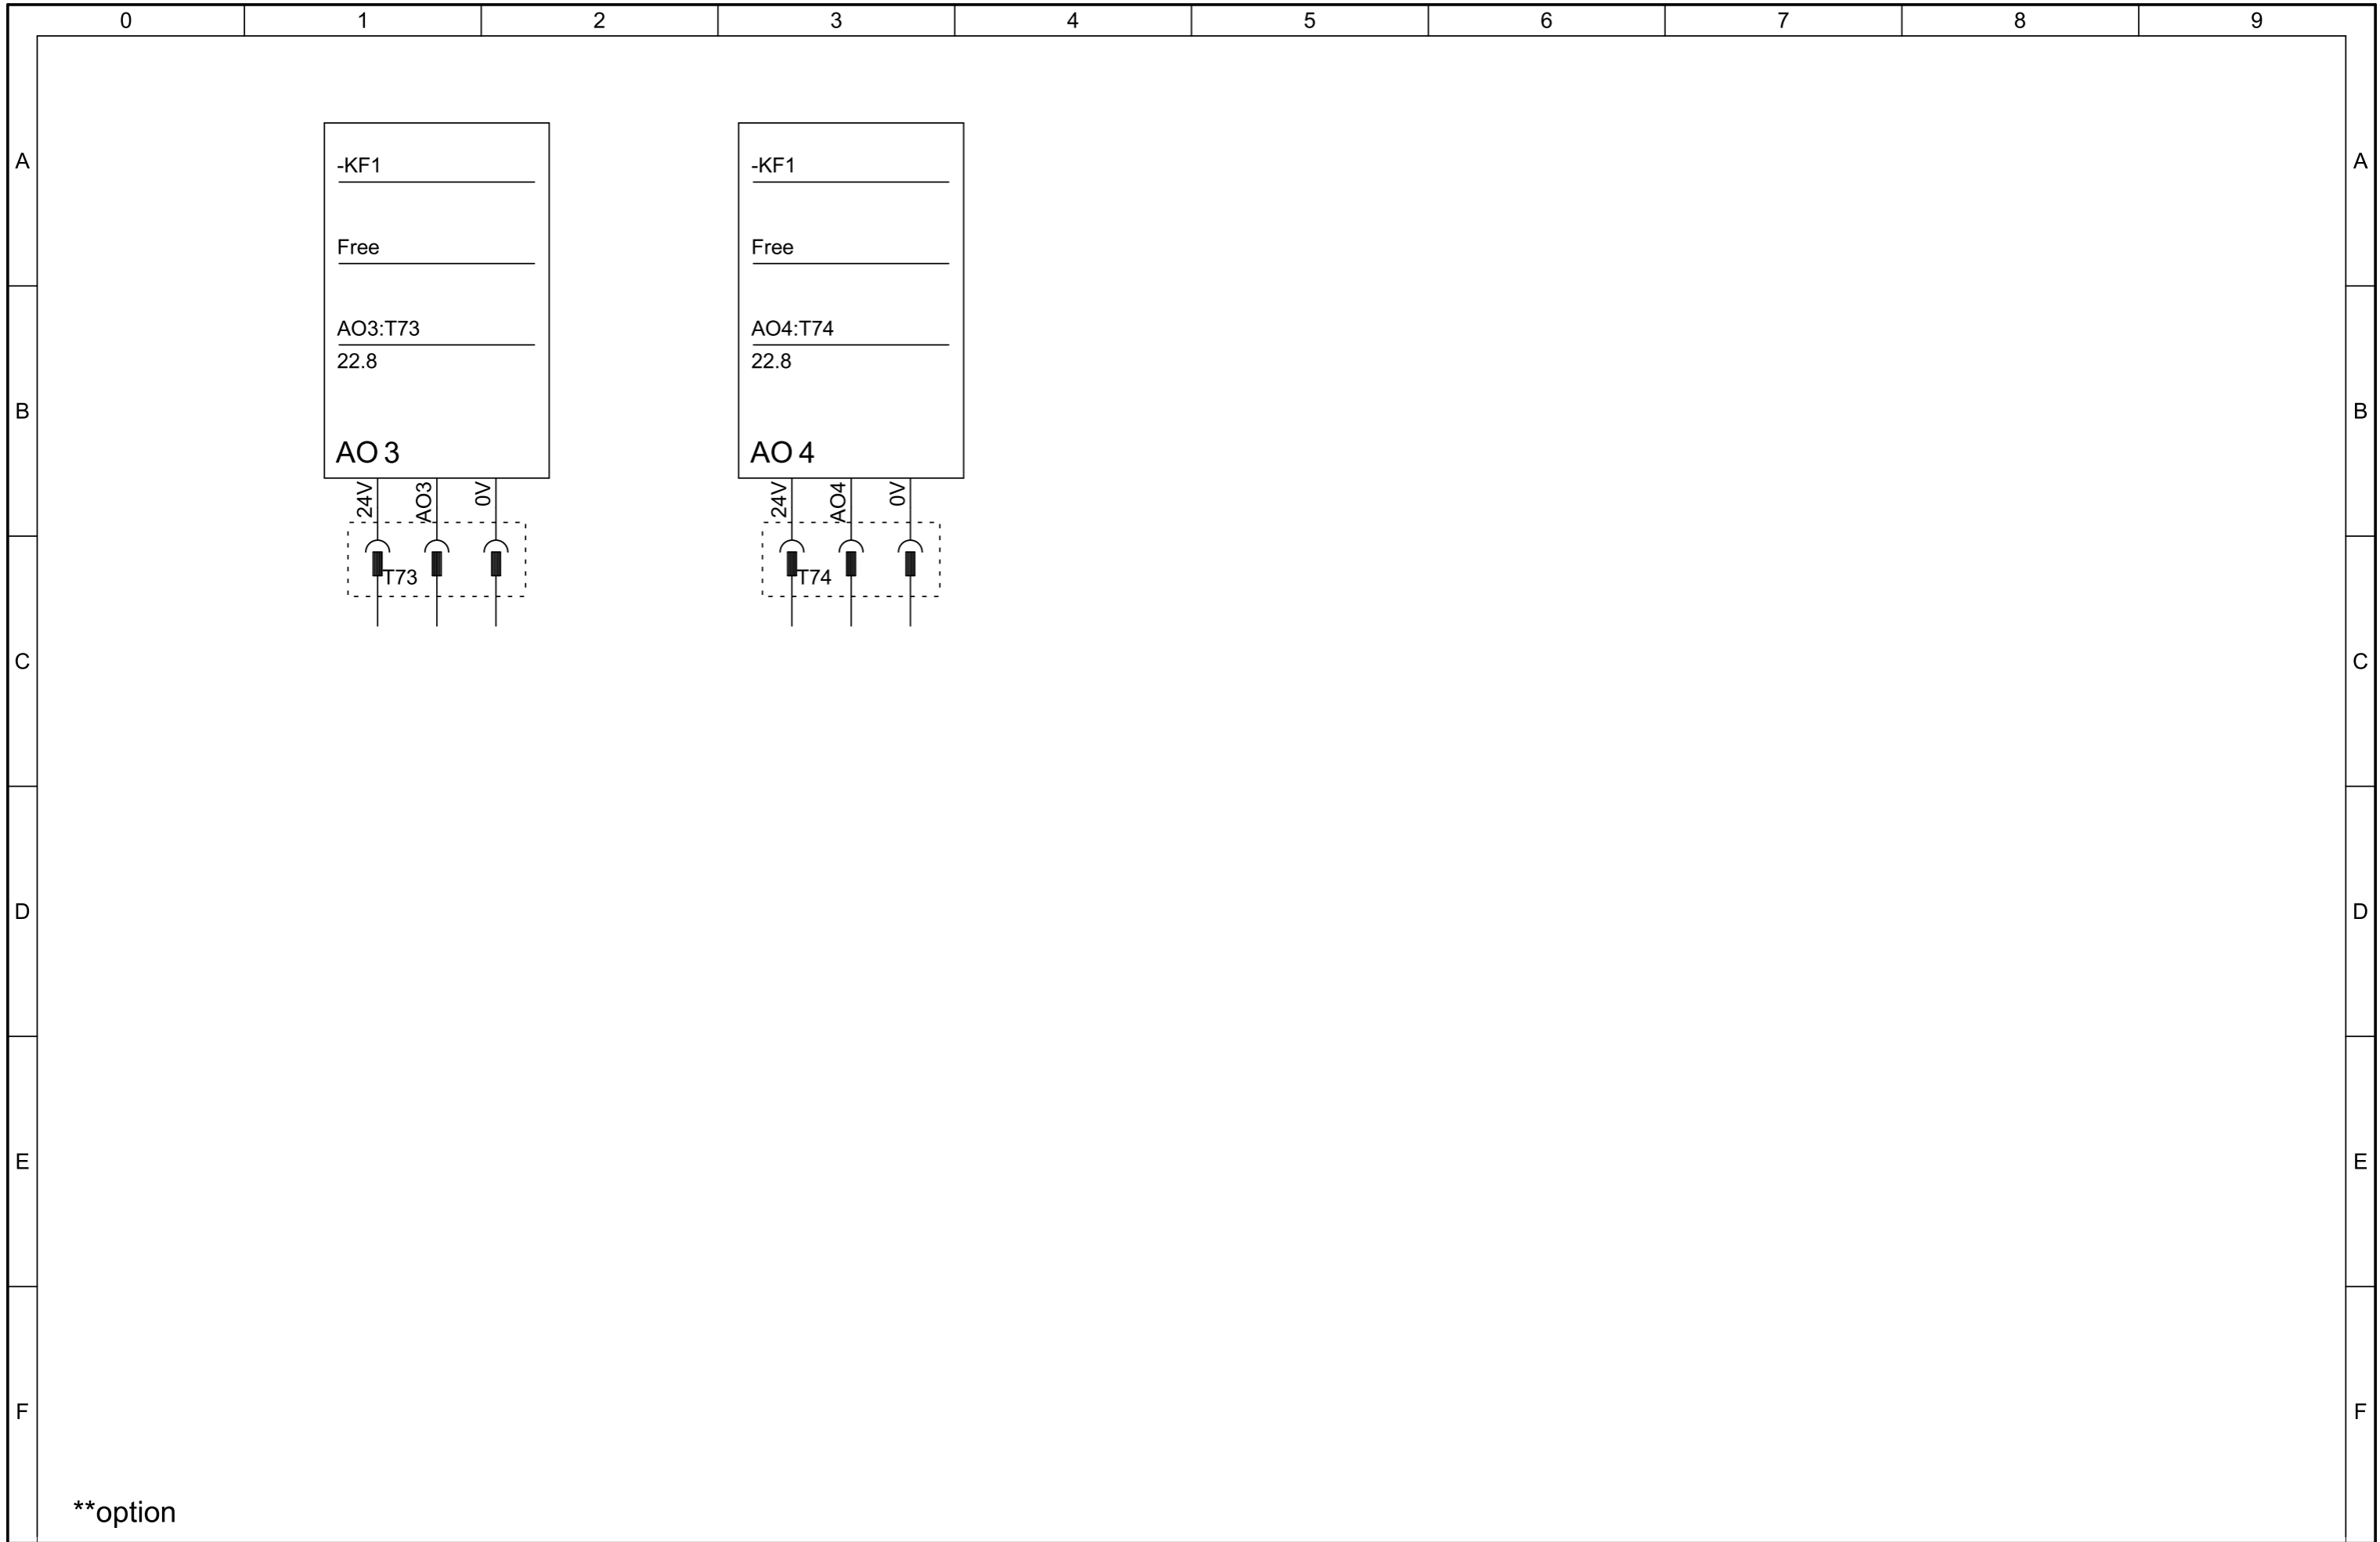 0 1 2 3 4 5 6 7 8 9
A A
-KF1 -KF1
Free Free
AO3:T73 AO4:T74
22.8 22.8
B B
AO 3 AO 4
24V AO3 0V 24V AO4 0V
T73 T74
C C
D D
E E
F F
**option